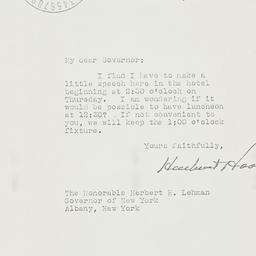 My dear Governor:
I find I have to make a
little speech here in the hotel
beginning at 2:30 o'clock on
Thursday. I am wondering if it
would be possible to have luncheon
at 12:30? If not convenient to
you, we will keep the 1;00 o'clock
fixture.
Yours faithfully,
Herbert Hoo
The Honorable Herbert H. Lehman
Governor of New York
Albany, New York